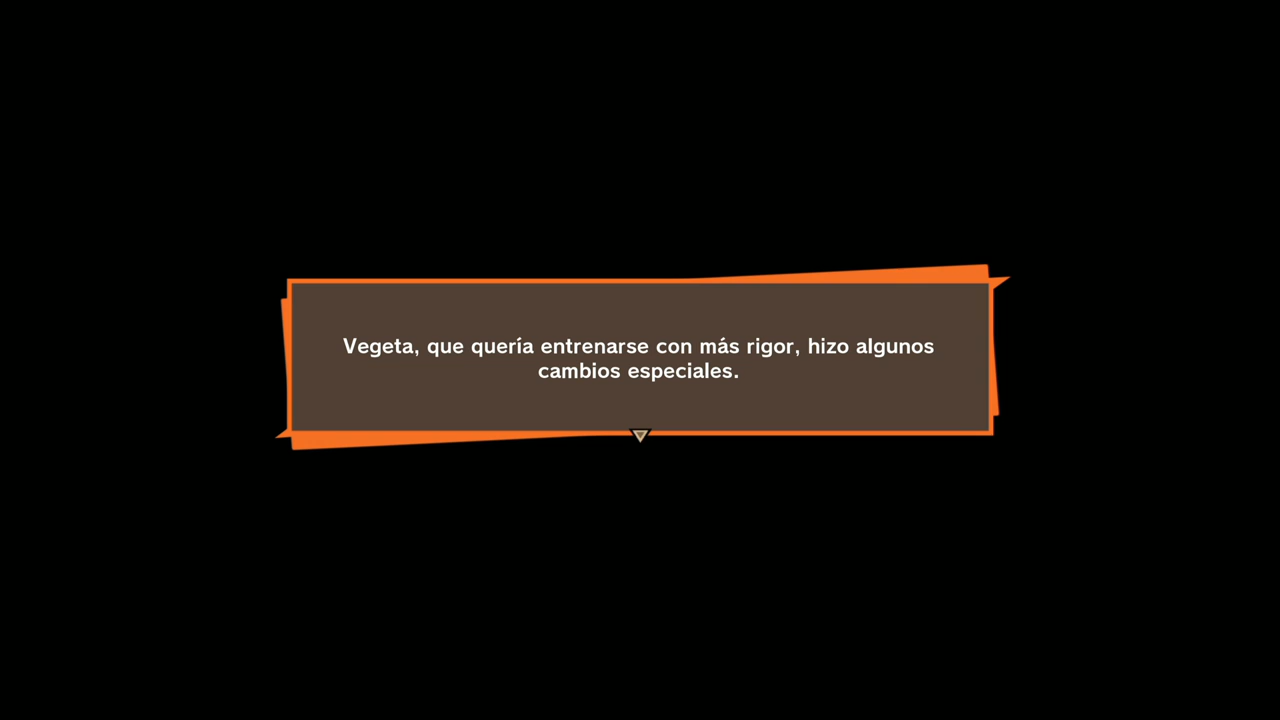 Vegeta, que quería entrenarse con más rigor, hizo algunos
cambios especiales.